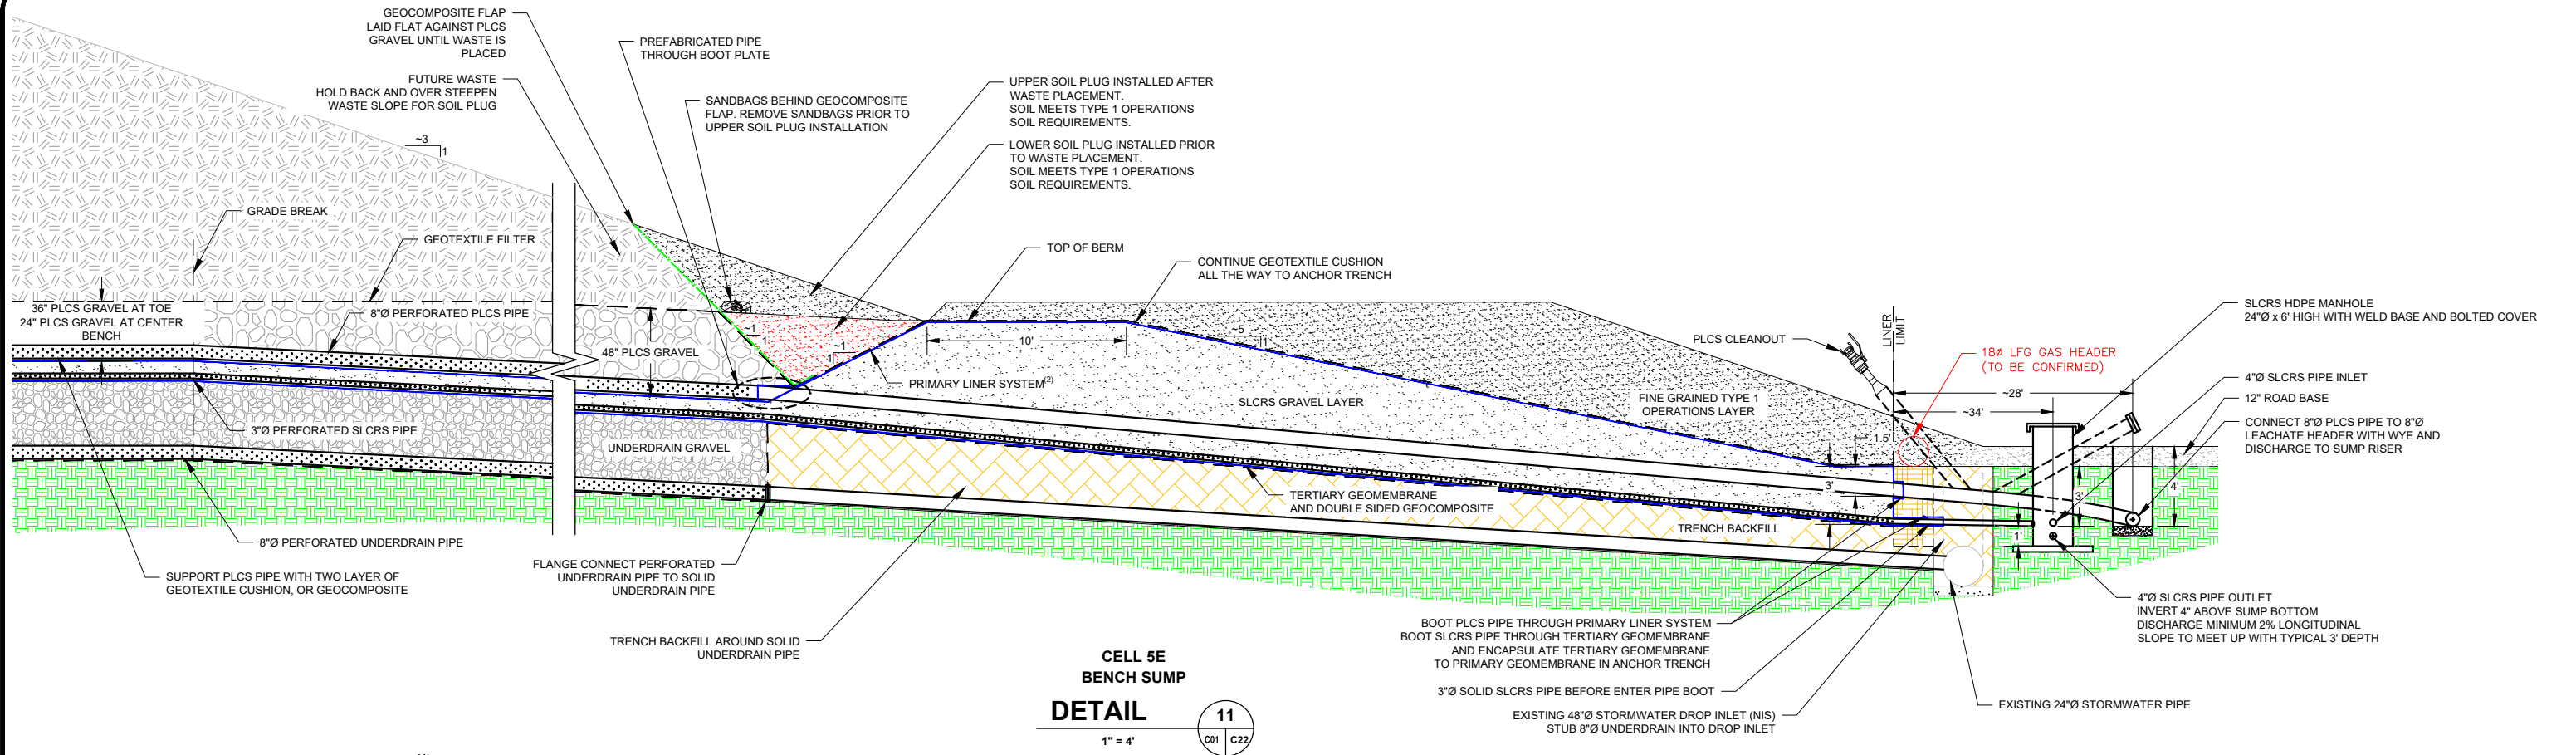 GEOCOMPOSITE FLAP
LAID FLAT AGAINST PLCS
GRAVEL UNTIL WASTE IS
PLACED
FUTURE WASTE
HOLD BACK AND OVER STEEPEN
WASTE SLOPE FOR SOIL PLUG
PREFABRICATED PIPE
THROUGH BOOT PLATE
SANDBAGS BEHIND GEOCOMPOSITE
FLAP. REMOVE SANDBAGS PRIOR TO
UPPER SOIL PLUG INSTALLATION
UPPER SOIL PLUG INSTALLED AFTER
WASTE PLACEMENT.
SOIL MEETS TYPE 1 OPERATIONS
SOIL REQUIREMENTS.
LOWER SOIL PLUG INSTALLED PRIOR
TO WASTE PLACEMENT.
SOIL MEETS TYPE 1 OPERATIONS
SOIL REQUIREMENTS.
~3
1
GRADE BREAK
GEOTEXTILE FILTER
TOP OF BERM
CONTINUE GEOTEXTILE CUSHION
ALL THE WAY TO ANCHOR TRENCH
36" PLCS GRAVEL AT TOE
24" PLCS GRAVEL AT CENTER
BENCH
8"Ø PERFORATED PLCS PIPE
48" PLCS GRAVEL
~1
1
~1
1
10'
~5
1
PRIMARY LINER SYSTEM(2)
SLCRS GRAVEL LAYER
FINE GRAINED TYPE 1
OPERATIONS LAYER
PLCS CLEANOUT
LINER
LIMIT
18ø LFG GAS HEADER
(TO BE CONFIRMED)
SLCRS HDPE MANHOLE
24"Ø x 6' HIGH WITH WELD BASE AND BOLTED COVER
4"Ø SLCRS PIPE INLET
12" ROAD BASE
CONNECT 8"Ø PLCS PIPE TO 8"Ø
LEACHATE HEADER WITH WYE AND
DISCHARGE TO SUMP RISER
~28'
~34'
1.5'
3'
3'
4'
1'
3"Ø PERFORATED SLCRS PIPE
UNDERDRAIN GRAVEL
TERTIARY GEOMEMBRANE
AND DOUBLE SIDED GEOCOMPOSITE
TRENCH BACKFILL
8"Ø PERFORATED UNDERDRAIN PIPE
SUPPORT PLCS PIPE WITH TWO LAYER OF
GEOTEXTILE CUSHION, OR GEOCOMPOSITE
FLANGE CONNECT PERFORATED
UNDERDRAIN PIPE TO SOLID
UNDERDRAIN PIPE
TRENCH BACKFILL AROUND SOLID
UNDERDRAIN PIPE
BOOT PLCS PIPE THROUGH PRIMARY LINER SYSTEM
BOOT SLCRS PIPE THROUGH TERTIARY GEOMEMBRANE
AND ENCAPSULATE TERTIARY GEOMEMBRANE
TO PRIMARY GEOMEMBRANE IN ANCHOR TRENCH
3"Ø SOLID SLCRS PIPE BEFORE ENTER PIPE BOOT
EXISTING 48"Ø STORMWATER DROP INLET (NIS)
STUB 8"Ø UNDERDRAIN INTO DROP INLET
4"Ø SLCRS PIPE OUTLET
INVERT 4" ABOVE SUMP BOTTOM
DISCHARGE MINIMUM 2% LONGITUDINAL
SLOPE TO MEET UP WITH TYPICAL 3' DEPTH
EXISTING 24"Ø STORMWATER PIPE
CELL 5E
BENCH SUMP
DETAIL
1" = 4'
11
C01
C22